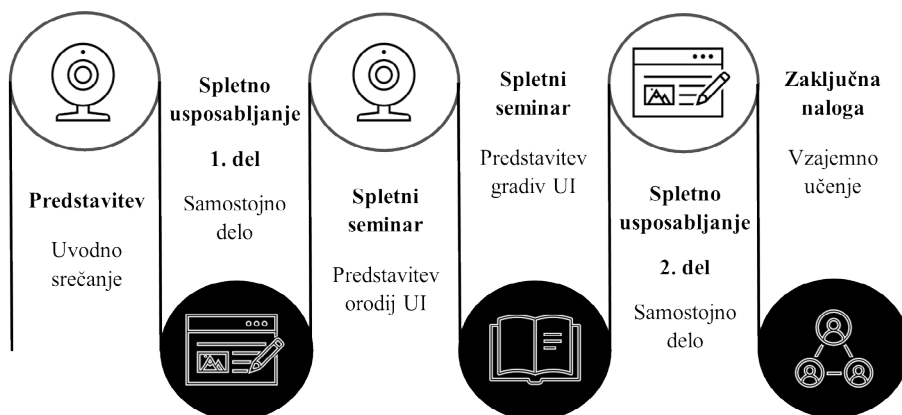 Predstavitev
Uvodno
srečanje
Spletno
usposabljanje
1. del
Samostojno
delo
Spletni
seminar
Predstavitev
orodij UI
Spletni
seminar
Predstavitev
gradiv UI
Spletno
usposabljanje
2. del
Samostojno
delo
Zaključna
naloga
Vzajemno
učenje